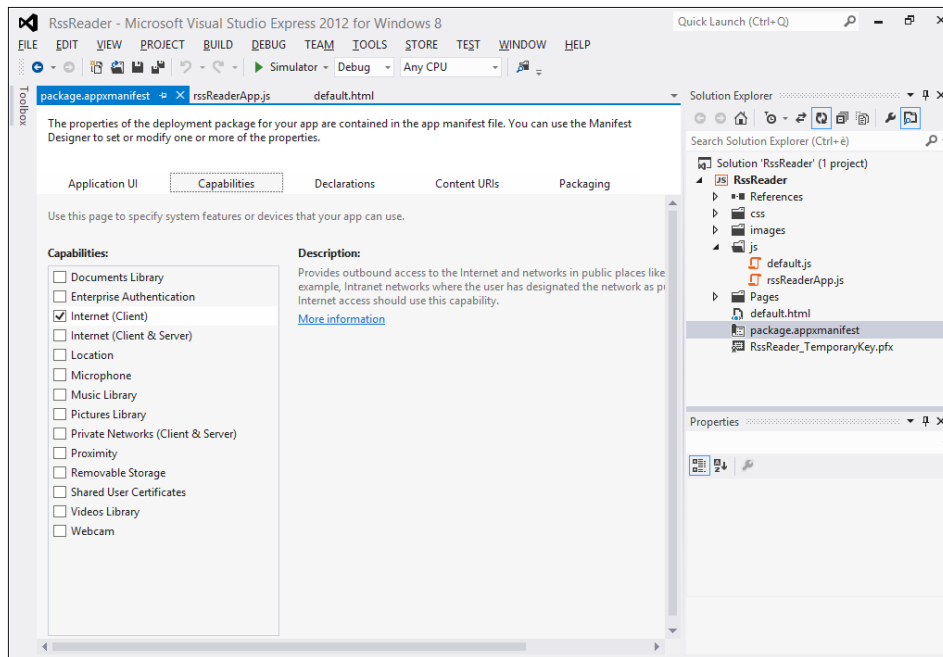 RssReader - Microsoft Visual Studio Express 2012 for Windows 8
Quick Launch (Ctrl+Q)
FILE EDIT VIEW PROJECT BUILD DEBUG TEAM TOOLS STORE TEST WINDOW HELP
Simulator Debug Any CPU
Toolbox
package.appxmanifest rssReaderApp.js default.html
The properties of the deployment package for your app are contained in the app manifest file. You can use the Manifest
Designer to set or modify one or more of the properties.
Application UI Capabilities Declarations Content URIs Packaging
Use this page to specify system features or devices that your app can use.
Capabilities:
Documents Library
Enterprise Authentication
Internet (Client)
Internet (Client & Server)
Location
Microphone
Music Library
Pictures Library
Private Networks (Client & Server)
Proximity
Removable Storage
Shared User Certificates
Videos Library
Webcam
Description:
Provides outbound access to the Internet and networks in public places like
example, Intranet networks where the user has designated the network as pu
Internet access should use this capability.
More information
Solution Explorer
Search Solution Explorer (Ctrl+è)
Solution 'RssReader' (1 project)
JS RssReader
References
css
images
js
default.js
rssReaderApp.js
Pages
default.html
package.appxmanifest
RssReader_TemporaryKey.pfx
Properties